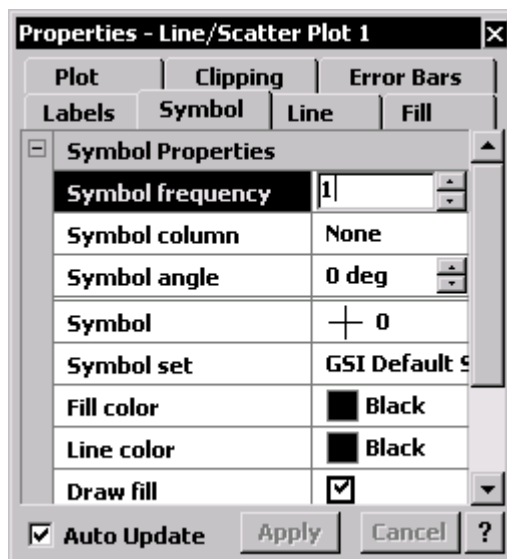 Properties - Line/Scatter Plot 1
Plot Clipping Error Bars
Labels Symbol Line Fill
Symbol Properties
Symbol frequency 1
Symbol column None
Symbol angle 0 deg
Symbol 0
Symbol set GSI Default S
Fill color Black
Line color Black
Draw fill
Auto Update Apply Cancel ?